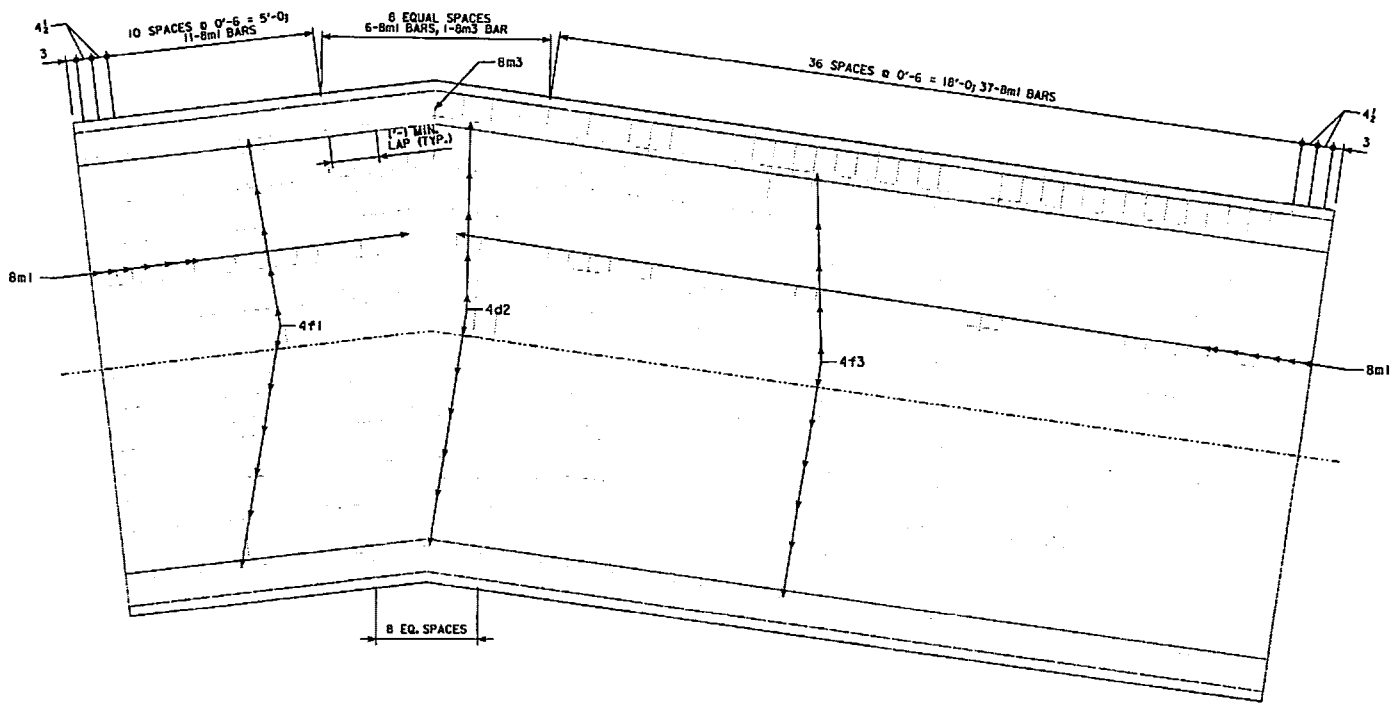 4½
10 SPACES @ 0'-6 = 5'-0;
11-8m1 BARS
8 EQUAL SPACES
6-8m1 BARS, 1-8m3 BAR
3
8m3
36 SPACES @ 0'-6 = 18'-0; 37-8m1 BARS
4½
3
1'-1 MIN.
LAP (TYP.)
8m1
4f1
4d2
4f3
8m1
8 EQ. SPACES